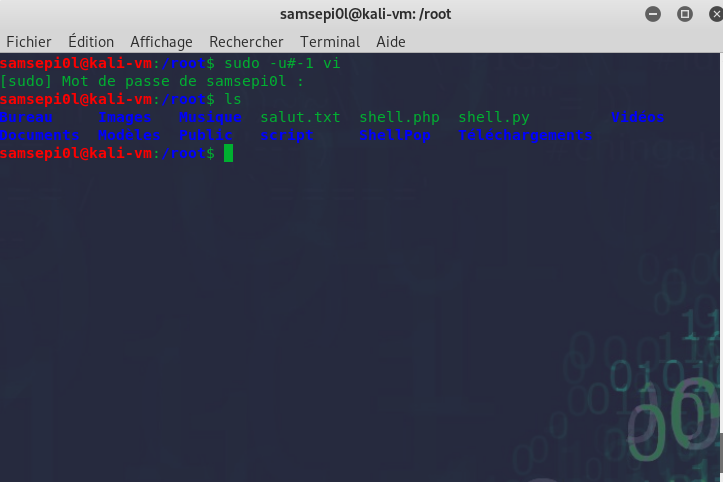 samsepi0l@kali-vm: /root
Fichier Édition Affichage Rechercher Terminal Aide
samsepi0l@kali-vm:/root$ sudo -u#-1 vi
[sudo] Mot de passe de samsepi0l :
samsepi0l@kali-vm:/root$ ls
Bureau Images Musique salut.txt shell.php shell.py Vidéos
Documents Modèles Public script ShellPop Téléchargements
samsepi0l@kali-vm:/root$